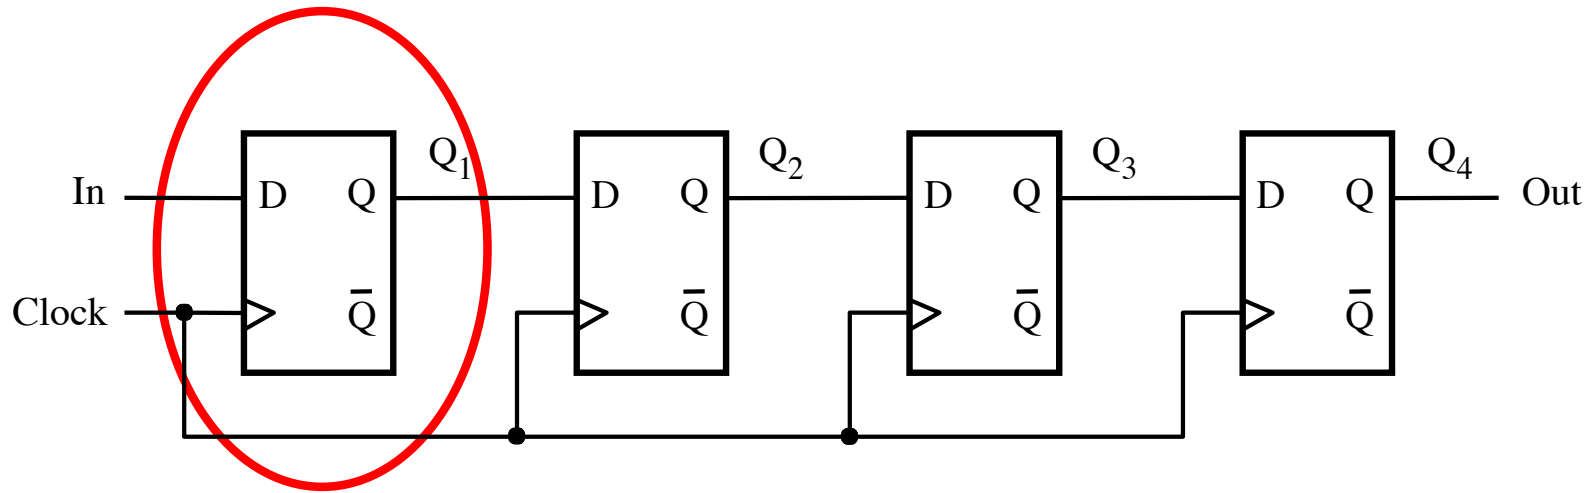 Q1 Q2 Q3 Q4
In D Q D Q D Q D Q Out
Clock Q̅ Q̅ Q̅ Q̅